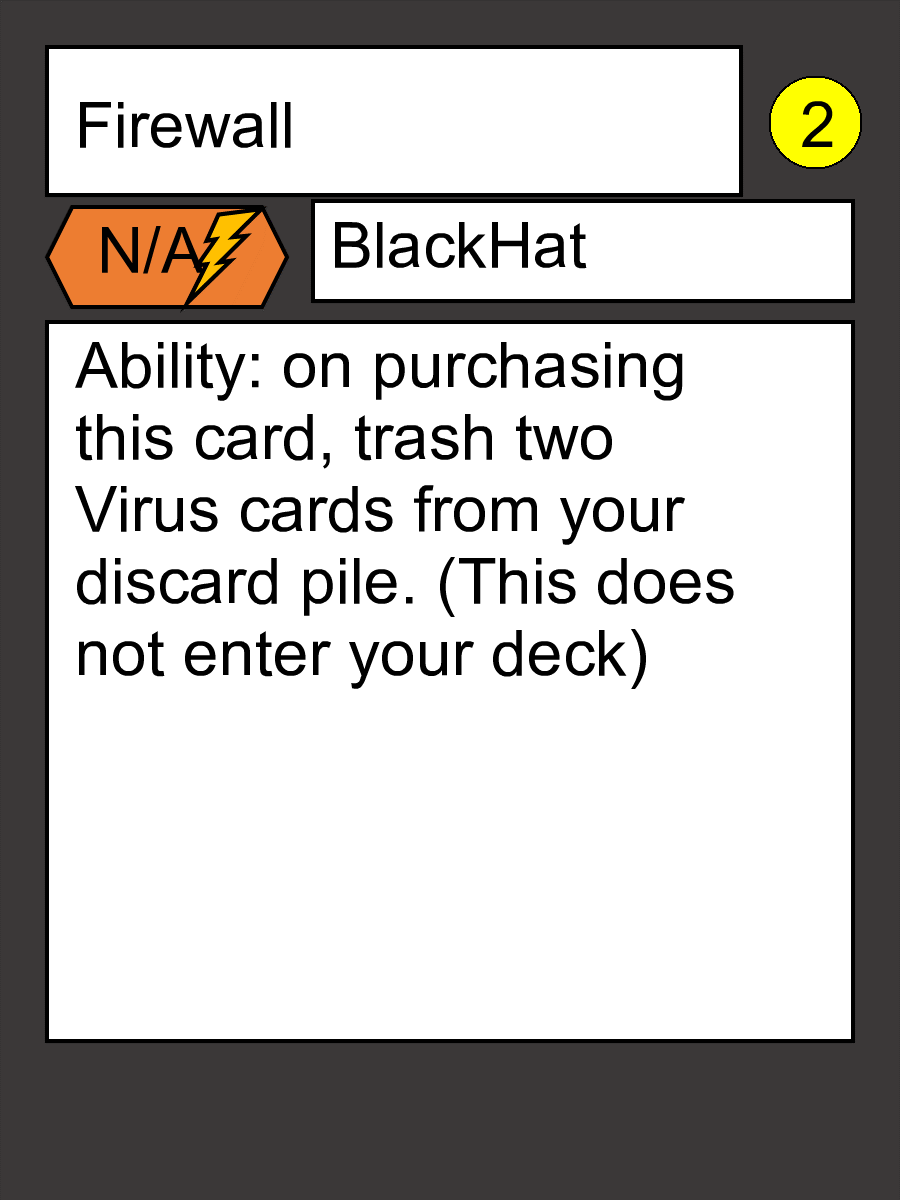 Firewall
2
N/A
BlackHat
Ability: on purchasing
this card, trash two
Virus cards from your
discard pile. (This does
not enter your deck)